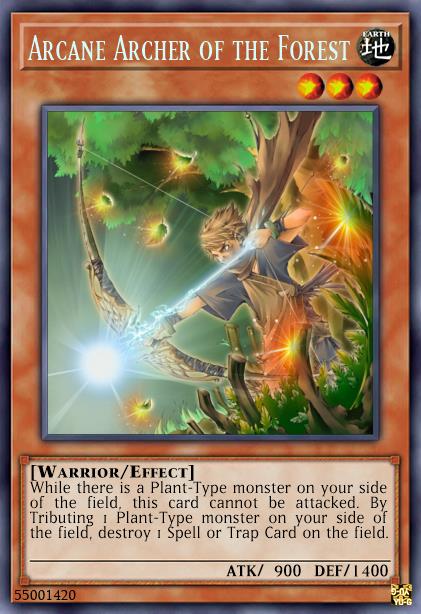 ARCANE ARCHER OF THE FOREST
EARTH
地
[WARRIOR/EFFECT]
While there is a Plant-Type monster on your side
of the field, this card cannot be attacked. By
Tributing 1 Plant-Type monster on your side of
the field, destroy 1 Spell or Trap Card on the field.
ATK/ 900 DEF/1400
55001420